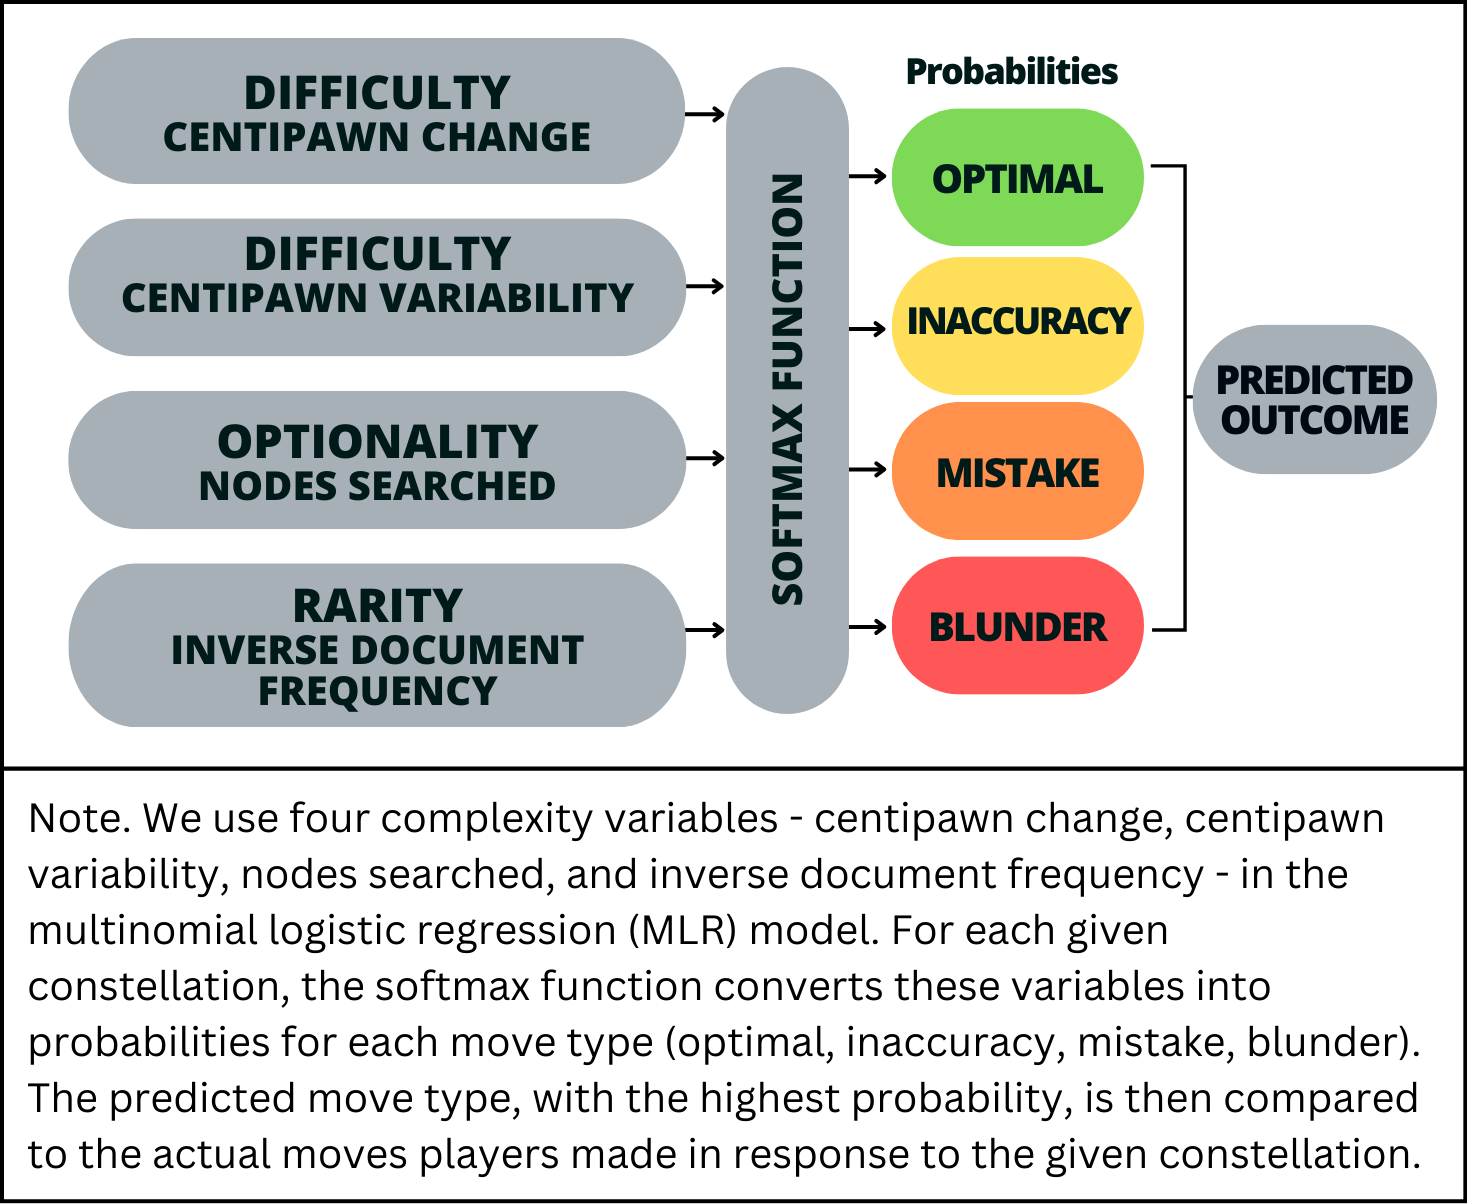 DIFFICULTY
CENTIPAWN CHANGE
DIFFICULTY
CENTIPAWN VARIABILITY
OPTIONALITY
NODES SEARCHED
RARITY
INVERSE DOCUMENT
FREQUENCY
SOFTMAX FUNCTION
Probabilities
OPTIMAL
INACCURACY
MISTAKE
BLUNDER
PREDICTED
OUTCOME
Note. We use four complexity variables - centipawn change, centipawn
variability, nodes searched, and inverse document frequency - in the
multinomial logistic regression (MLR) model. For each given
constellation, the softmax function converts these variables into
probabilities for each move type (optimal, inaccuracy, mistake, blunder).
The predicted move type, with the highest probability, is then compared
to the actual moves players made in response to the given constellation.